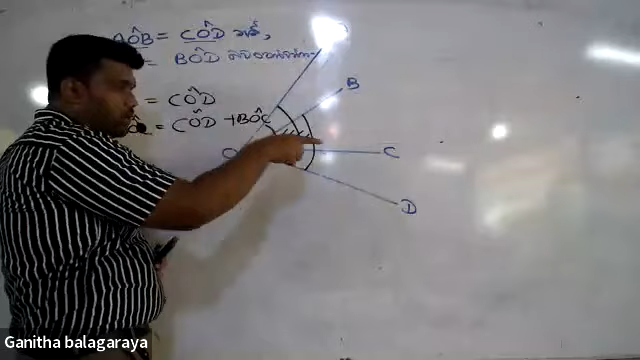 AÔB = CÔD නම්,
= BÔD
= CÔD
= CÔD + BÔC
B
O
C
D
Ganitha balagaraya